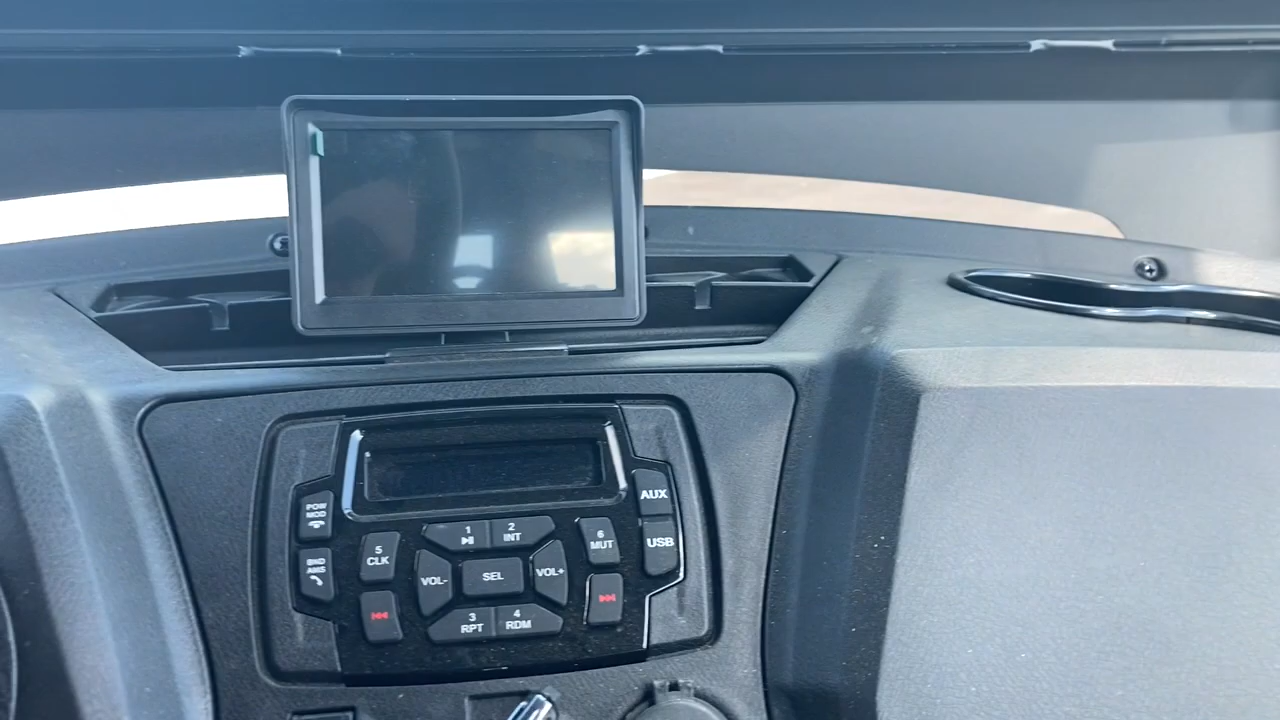 AUX
POW
MOD
1
2
INT
6
MUT
USB
5
CLK
BND
AMS
VOL-
SEL
VOL+
3
RPT
4
RDM